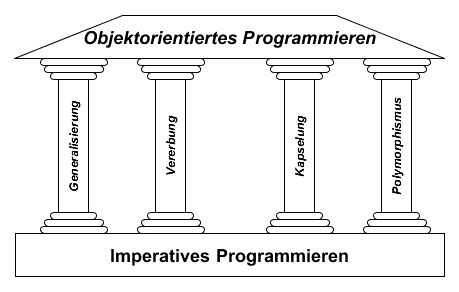 Objektorientiertes Programmieren
Generalisierung
Vererbung
Kapselung
Polymorphismus
Imperatives Programmieren